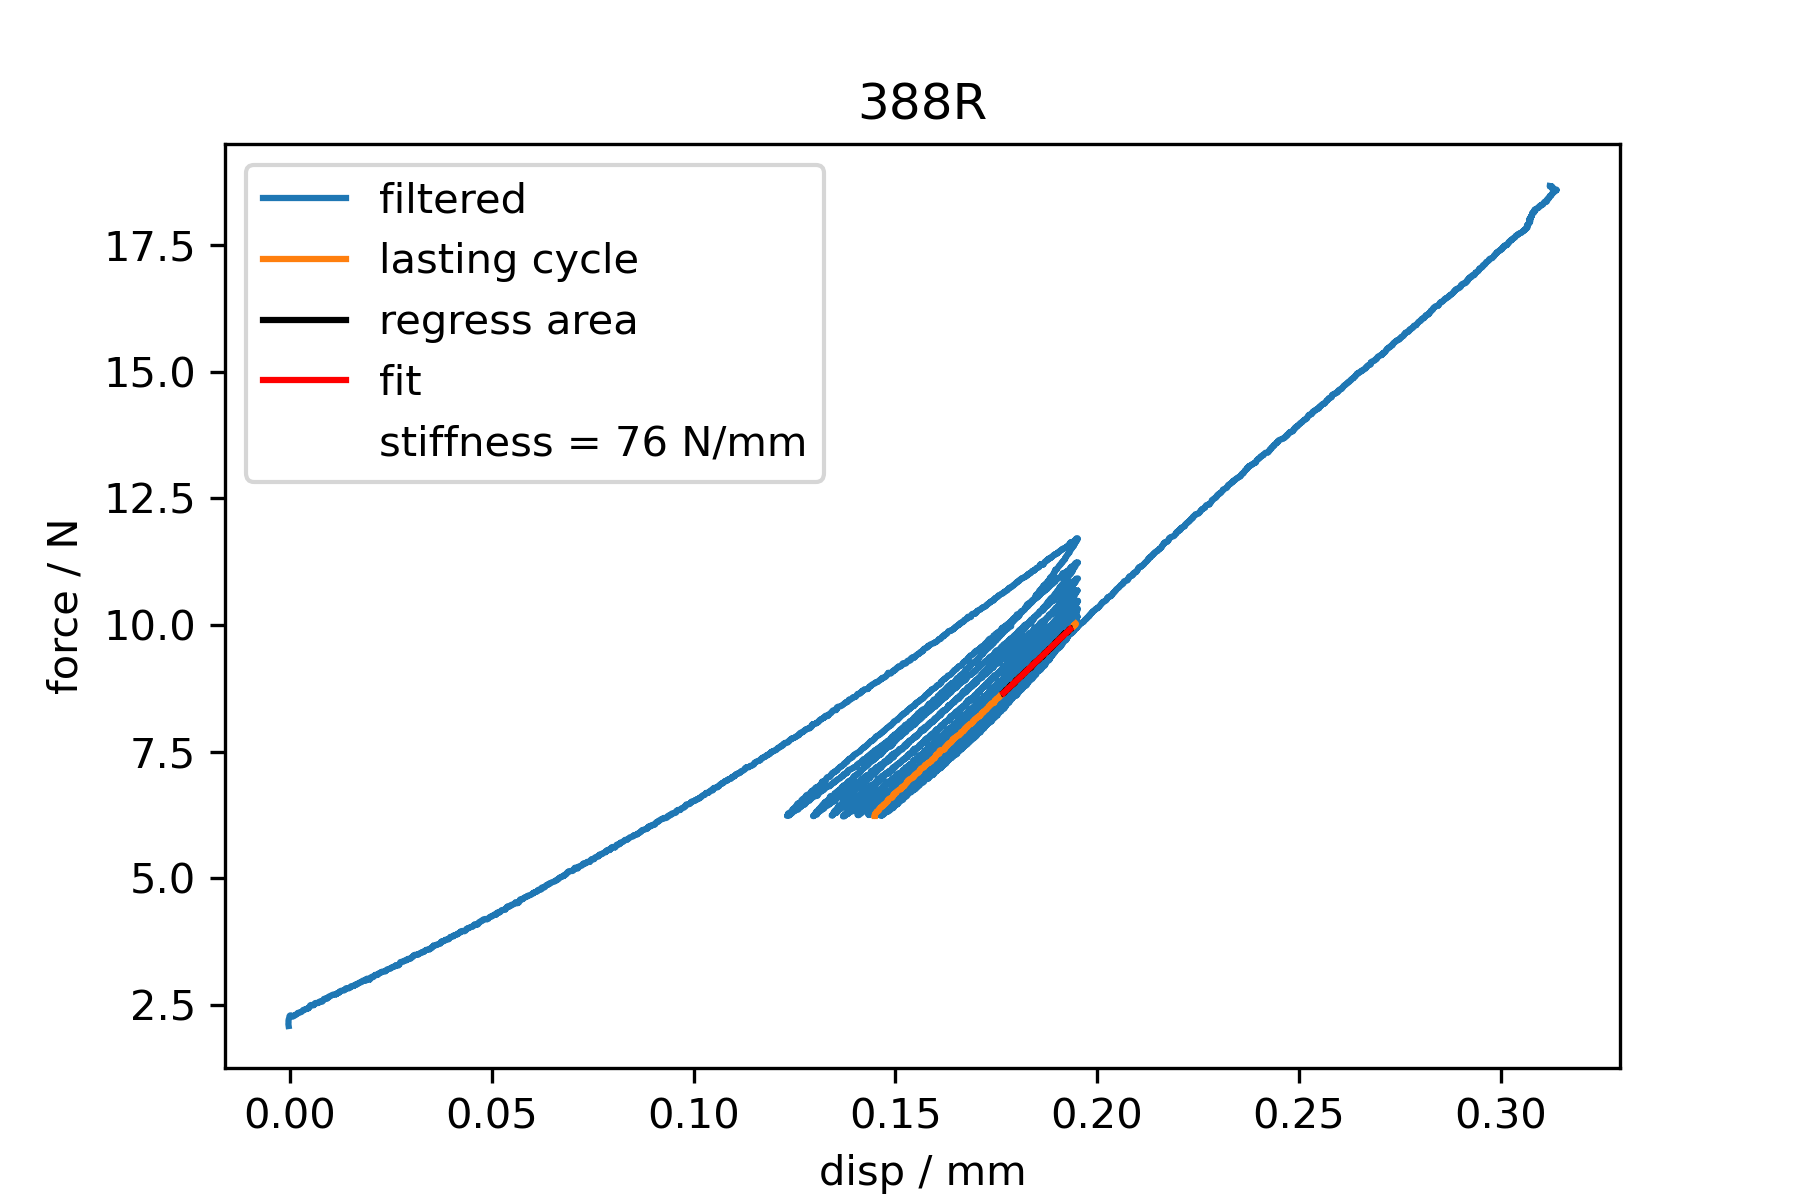 388R
filtered
lasting cycle
regress area
fit
stiffness = 76 N/mm
force / N
17.5
15.0
12.5
10.0
7.5
5.0
2.5
0.00 0.05 0.10 0.15 0.20 0.25 0.30
disp / mm